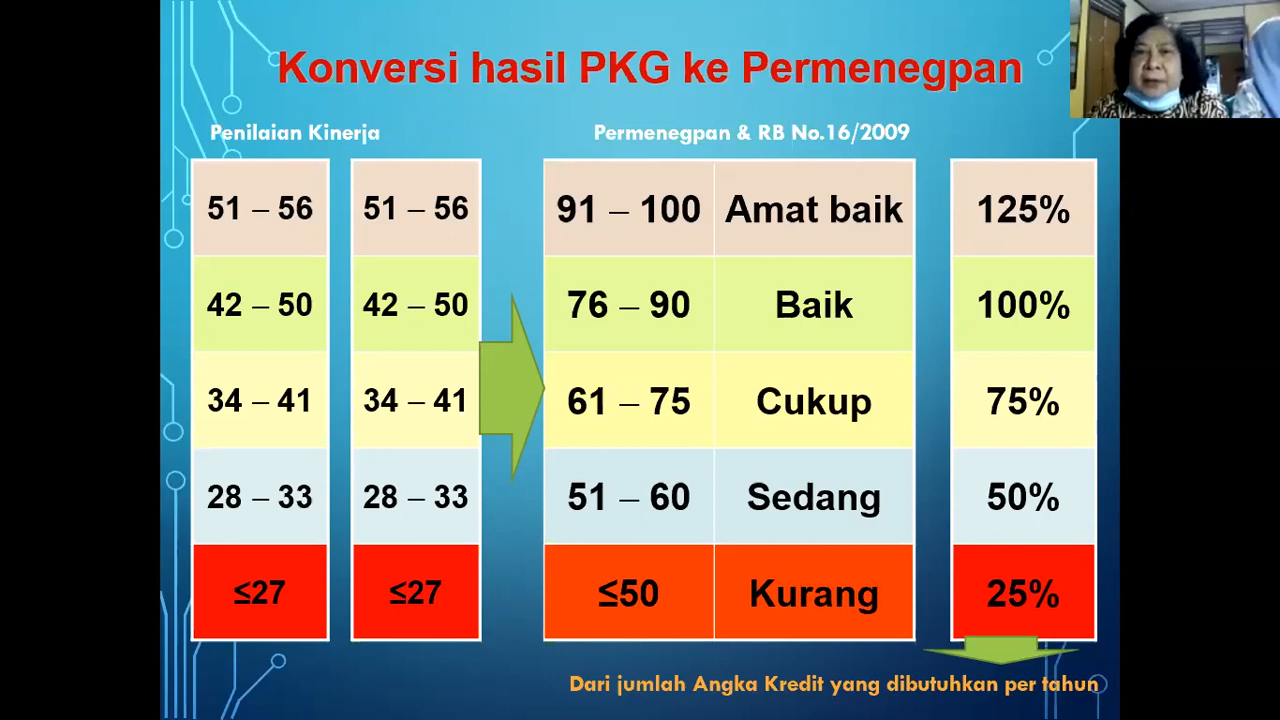 Konversi hasil PKG ke Permenegpan
Penilaian Kinerja
Permenegpan & RB No.16/2009
51 – 56 51 – 56 91 – 100 Amat baik 125%
42 – 50 42 – 50 76 – 90 Baik 100%
34 – 41 34 – 41 61 – 75 Cukup 75%
28 – 33 28 – 33 51 – 60 Sedang 50%
≤27 ≤27 ≤50 Kurang 25%
Dari jumlah Angka Kredit yang dibutuhkan per tahun